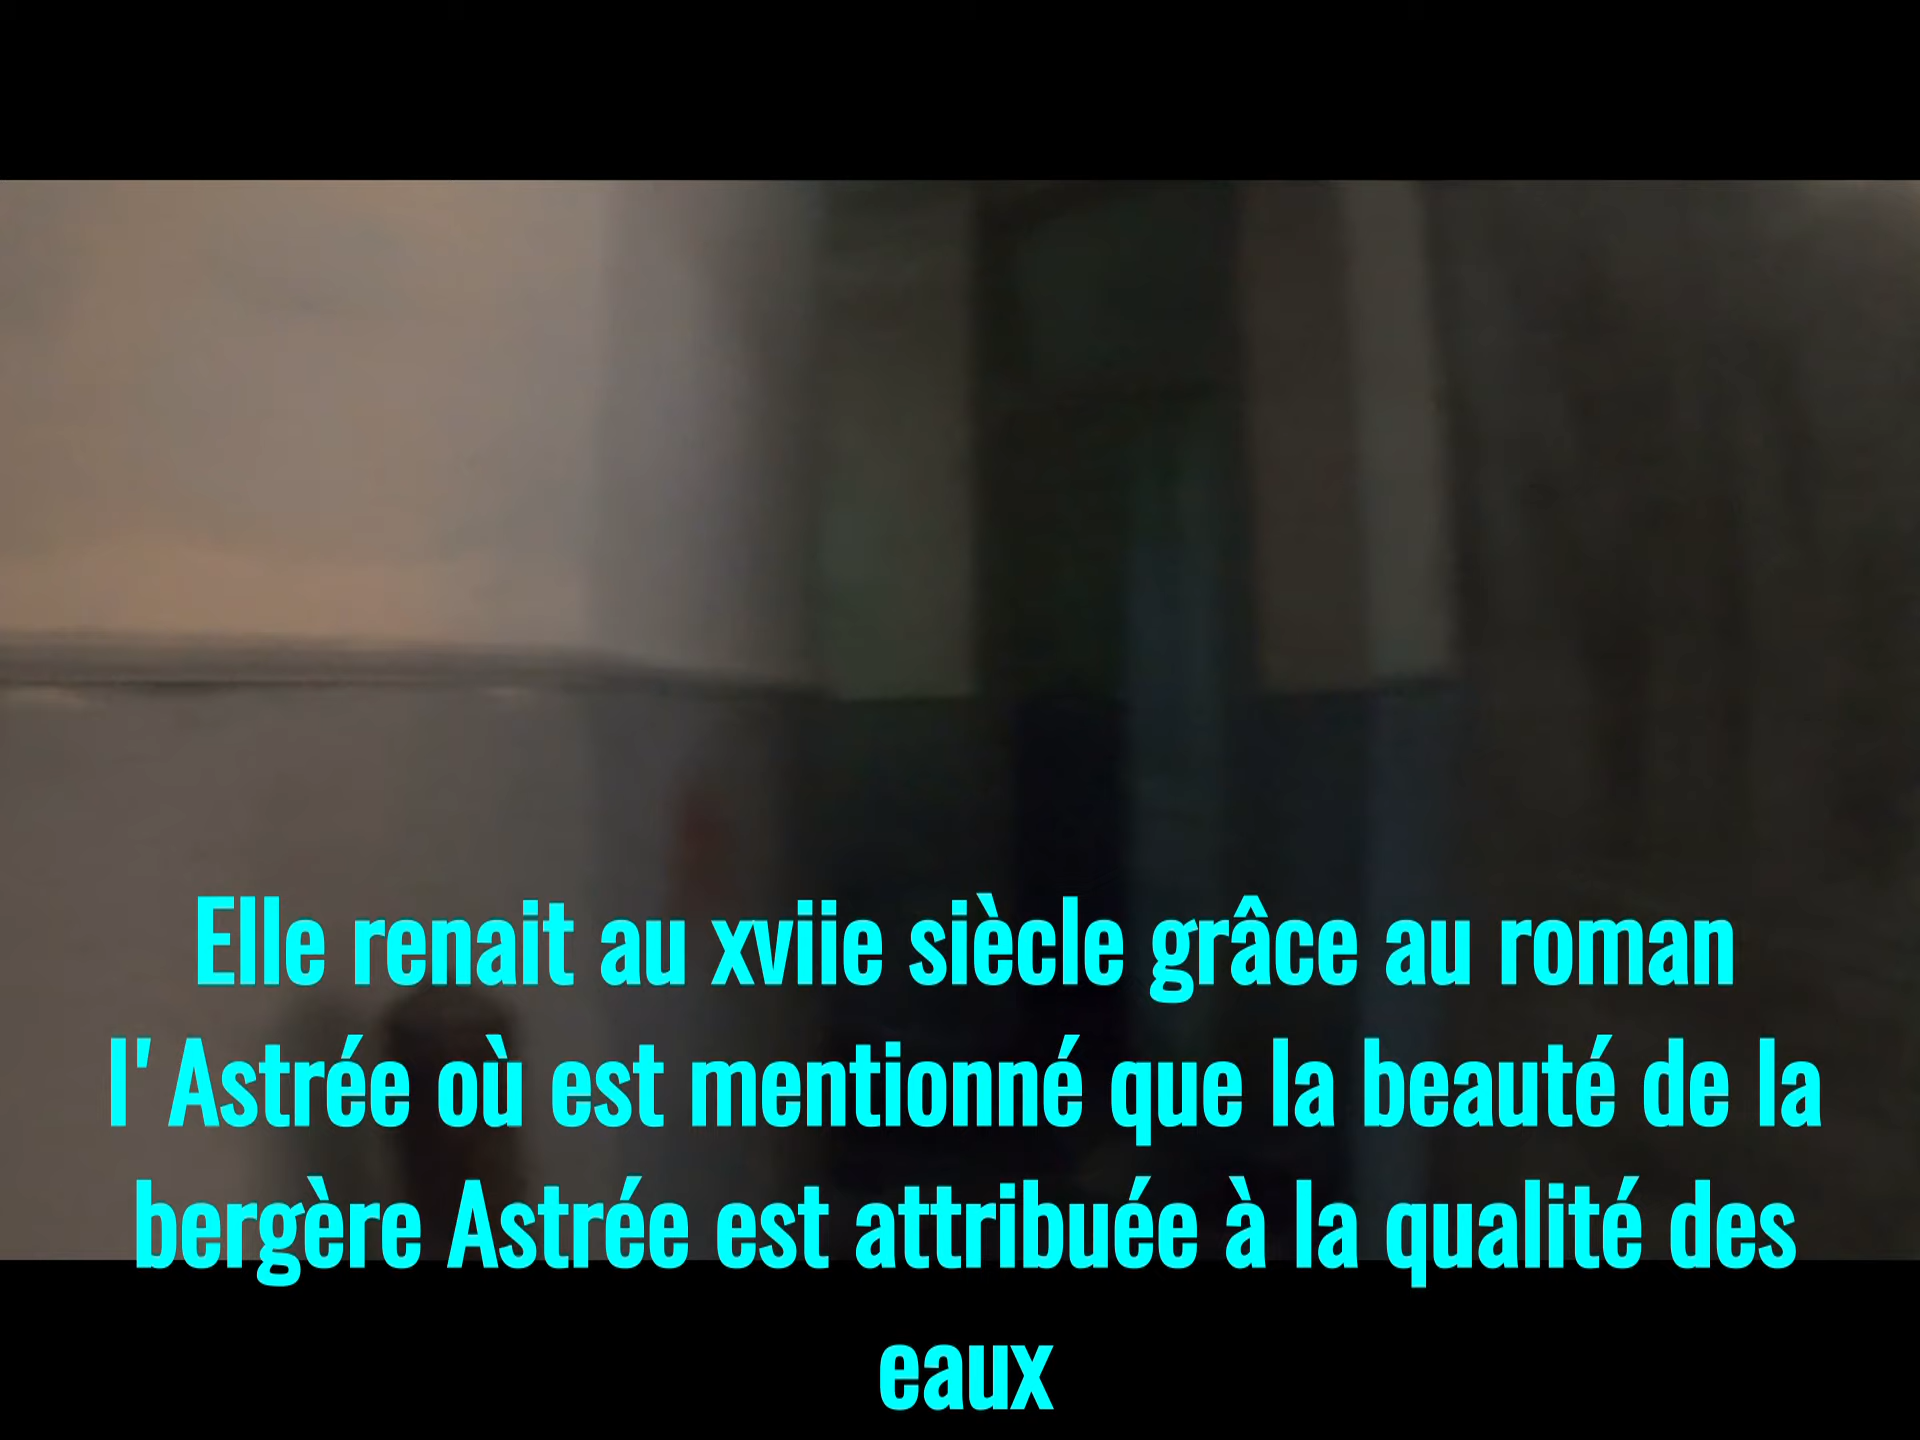 Elle renait au xviie siècle grâce au roman
l'Astrée où est mentionné que la beauté de la
bergère Astrée est attribuée à la qualité des
eaux